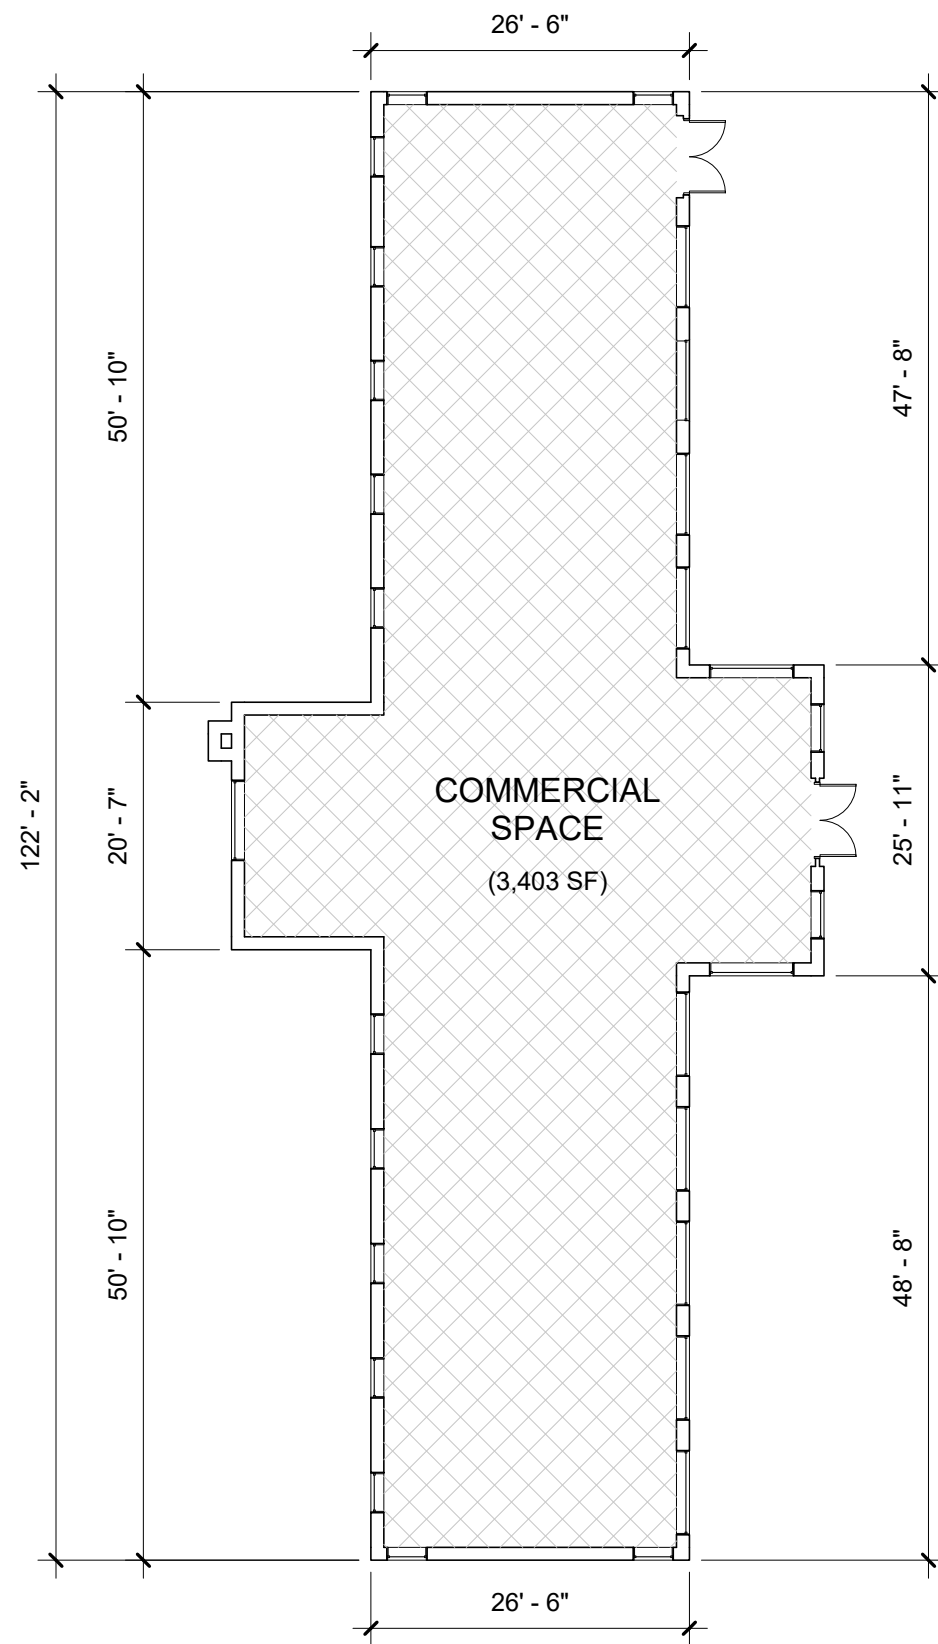 26' - 6"
50' - 10"
47' - 8"
122' - 2"
20' - 7"
COMMERCIAL
SPACE
(3,403 SF)
25' - 11"
50' - 10"
48' - 8"
26' - 6"